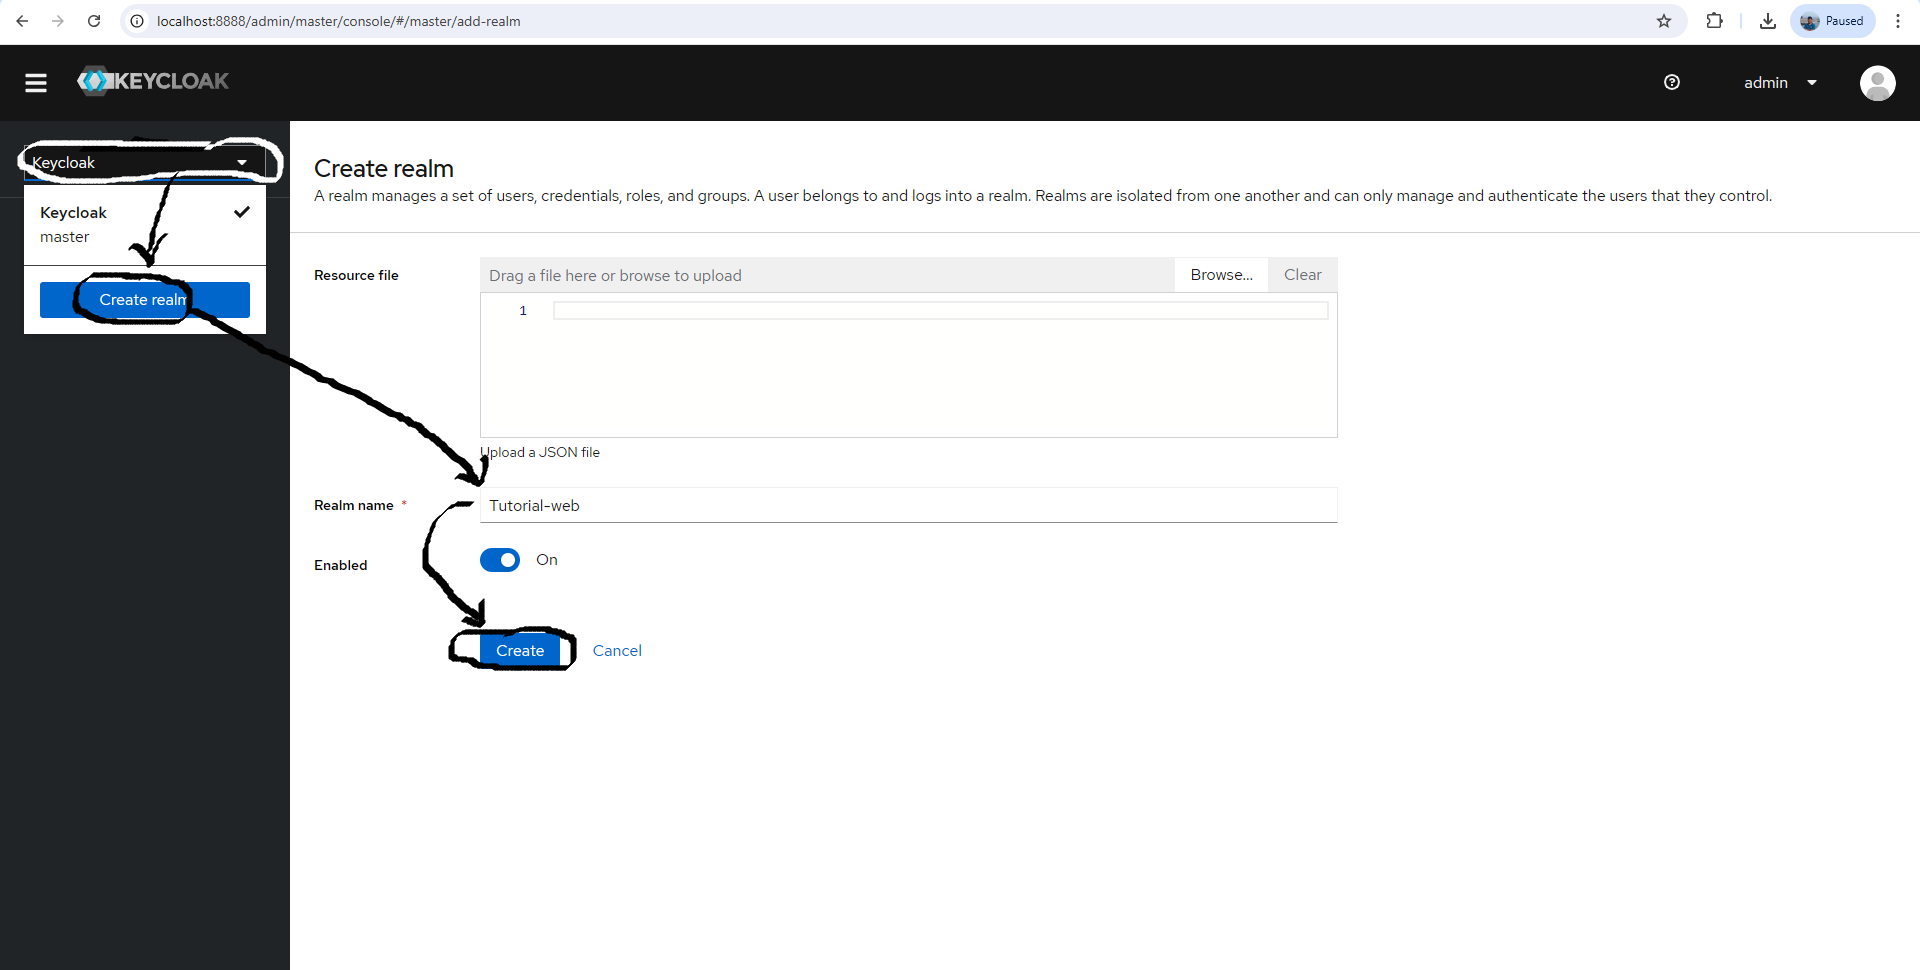 localhost:8888/admin/master/console/#/master/add-realm
Paused
KEYCLOAK
admin
Keycloak
Keycloak
master
Create realm
Create realm
A realm manages a set of users, credentials, roles, and groups. A user belongs to and logs into a realm. Realms are isolated from one another and can only manage and authenticate the users that they control.
Resource file
Drag a file here or browse to upload
Browse...
Clear
1
Upload a JSON file
Realm name *
Tutorial-web
Enabled
On
Create
Cancel